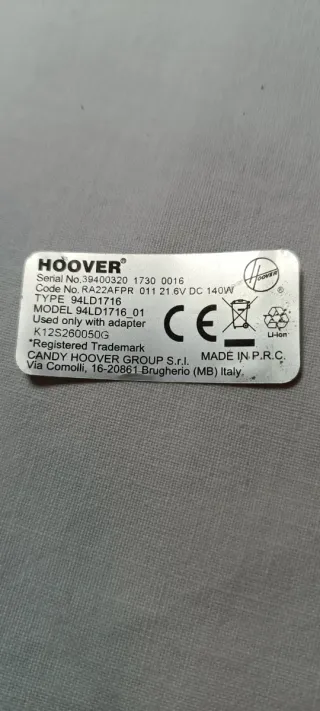 HOOVER®
HOOVER
®
Serial No.39400320 1730 0016
Code No. RA22AFPR 011 21.6V DC 140W
TYPE 94LD1716
MODEL 94LD1716_01
Used only with adapter
K12S260050G
CE
Li-ion
*Registered Trademark
CANDY HOOVER GROUP S.r.l. MADE IN P.R.C.
Via Comolli, 16-20861 Brugherio (MB) Italy